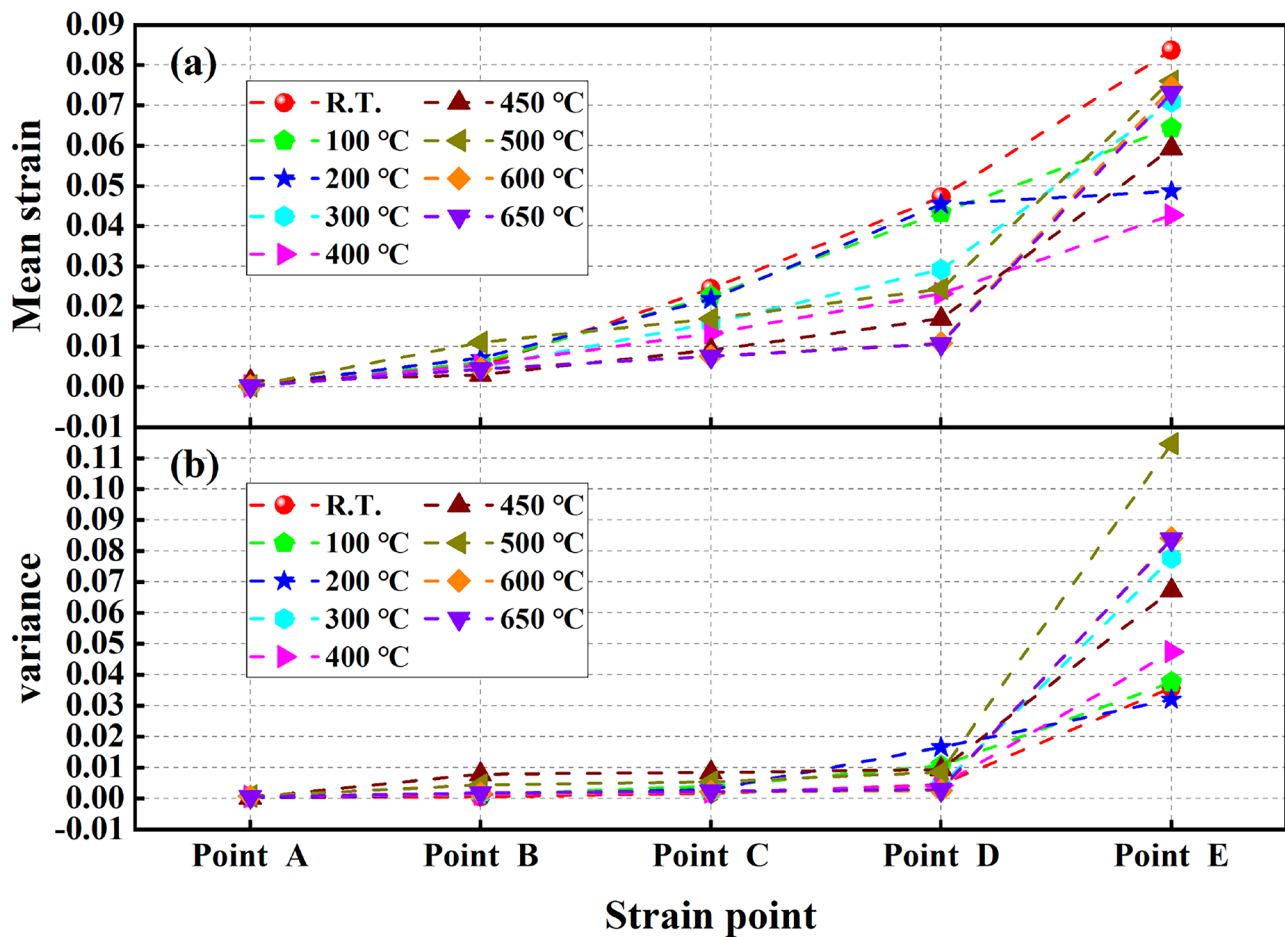 0.09
(a)
0.08
R.T.
450 °C
0.07
100 °C
500 °C
0.06
200 °C
600 °C
0.05
300 °C
650 °C
0.04
400 °C
0.03
0.02
0.01
0.00
-0.01
Mean strain
(b)
0.11
0.10
R.T.
450 °C
0.09
100 °C
500 °C
0.08
0.07
200 °C
600 °C
0.06
300 °C
650 °C
0.05
400 °C
0.04
0.03
0.02
0.01
0.00
-0.01
variance
Point A Point B Point C Point D Point E
Strain point